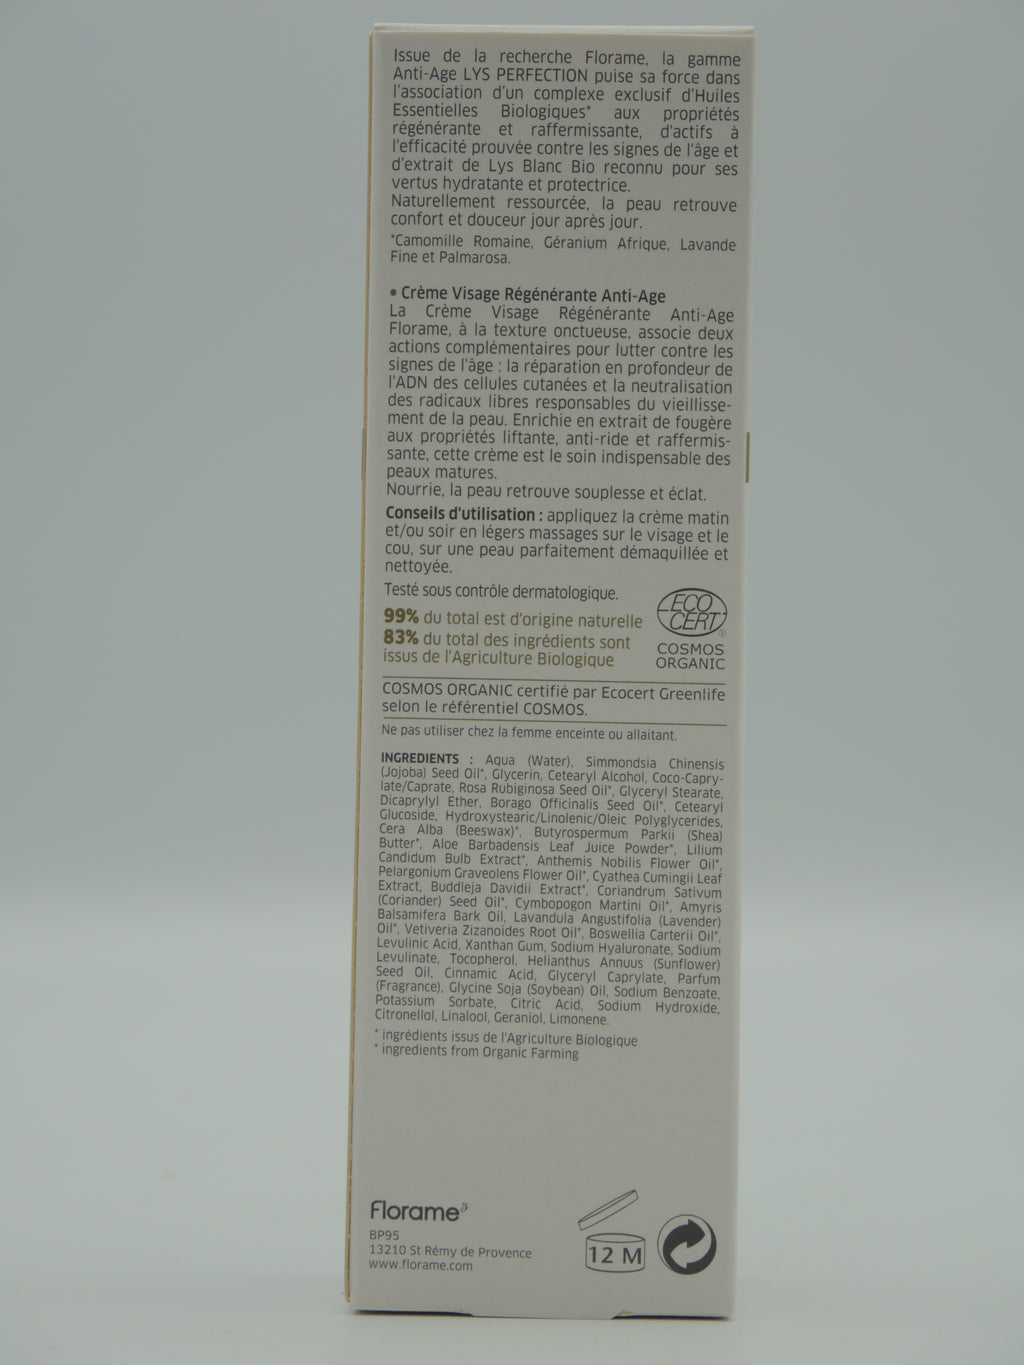 Issue de la recherche Florame, la gamme
Anti-Age LYS PERFECTION puise sa force dans
l'association d'un complexe exclusif d'Huiles
Essentielles Biologiques* aux propriétés
régénérante et raffermissante, d'actifs à
l'efficacité prouvée contre les signes de l'âge et
d'extrait de Lys Blanc Bio reconnu pour ses
vertus hydratante et protectrice.
Naturellement ressourcée, la peau retrouve
confort et douceur jour après jour.
*Camomille Romaine, Géranium Afrique, Lavande
Fine et Palmarosa.
• Crème Visage Régénérante Anti-Age
La Crème Visage Régénérante Anti-Age
Florame, à la texture onctueuse, associe deux
actions complémentaires pour lutter contre les
signes de l'âge : la réparation en profondeur de
l'ADN des cellules cutanées et la neutralisation
des radicaux libres responsables du vieillisse-
ment de la peau. Enrichie en extrait de fougère
aux propriétés liftante, anti-ride et raffermis-
sante, cette crème est le soin indispensable des
peaux matures.
Nourrie, la peau retrouve souplesse et éclat.
Conseils d'utilisation : appliquez la crème matin
et/ou soir en légers massages sur le visage et le
cou, sur une peau parfaitement démaquillée et
nettoyée.
Testé sous contrôle dermatologique.
99% du total est d'origine naturelle
83% du total des ingrédients sont
issus de l'Agriculture Biologique
ECO
CERT®
COSMOS
ORGANIC
COSMOS ORGANIC certifié par Ecocert Greenlife
selon le référentiel COSMOS.
Ne pas utiliser chez la femme enceinte ou allaitant.
INGREDIENTS : Aqua (Water), Simmondsia Chinensis
(Jojoba) Seed Oil*, Glycerin, Cetearyl Alcohol, Coco-Capry-
late/Caprate, Rosa Rubiginosa Seed Oil*, Glyceryl Stearate,
Dicaprylyl Ether, Borago Officinalis Seed Oil*, Cetearyl
Glucoside, Hydroxystearic/Linolenic/Oleic Polyglycerides,
Cera Alba (Beeswax)*, Butyrospermum Parkii (Shea)
Butter*, Aloe Barbadensis Leaf Juice Powder*, Lilium
Candidum Bulb Extract*, Anthemis Nobilis Flower Oil*,
Pelargonium Graveolens Flower Oil*, Cyathea Cumingii Leaf
Extract, Buddleja Davidii Extract*, Coriandrum Sativum
(Coriander) Seed Oil*, Cymbopogon Martini Oil*, Amyris
Balsamifera Bark Oil, Lavandula Angustifolia (Lavender)
Oil*, Vetiveria Zizanoides Root Oil*, Boswellia Carterii Oil*,
Levulinic Acid, Xanthan Gum, Sodium Hyaluronate, Sodium
Levulinate, Tocopherol, Helianthus Annuus (Sunflower)
Seed Oil, Cinnamic Acid, Glyceryl Caprylate, Parfum
(Fragrance), Glycine Soja (Soybean) Oil, Sodium Benzoate,
Potassium Sorbate, Citric Acid, Sodium Hydroxide,
Citronellol, Linalool, Geraniol, Limonene.
* ingrédients issus de l'Agriculture Biologique
* ingredients from Organic Farming
Florame
BP95
13210 St Rémy de Provence
www.florame.com
12 M